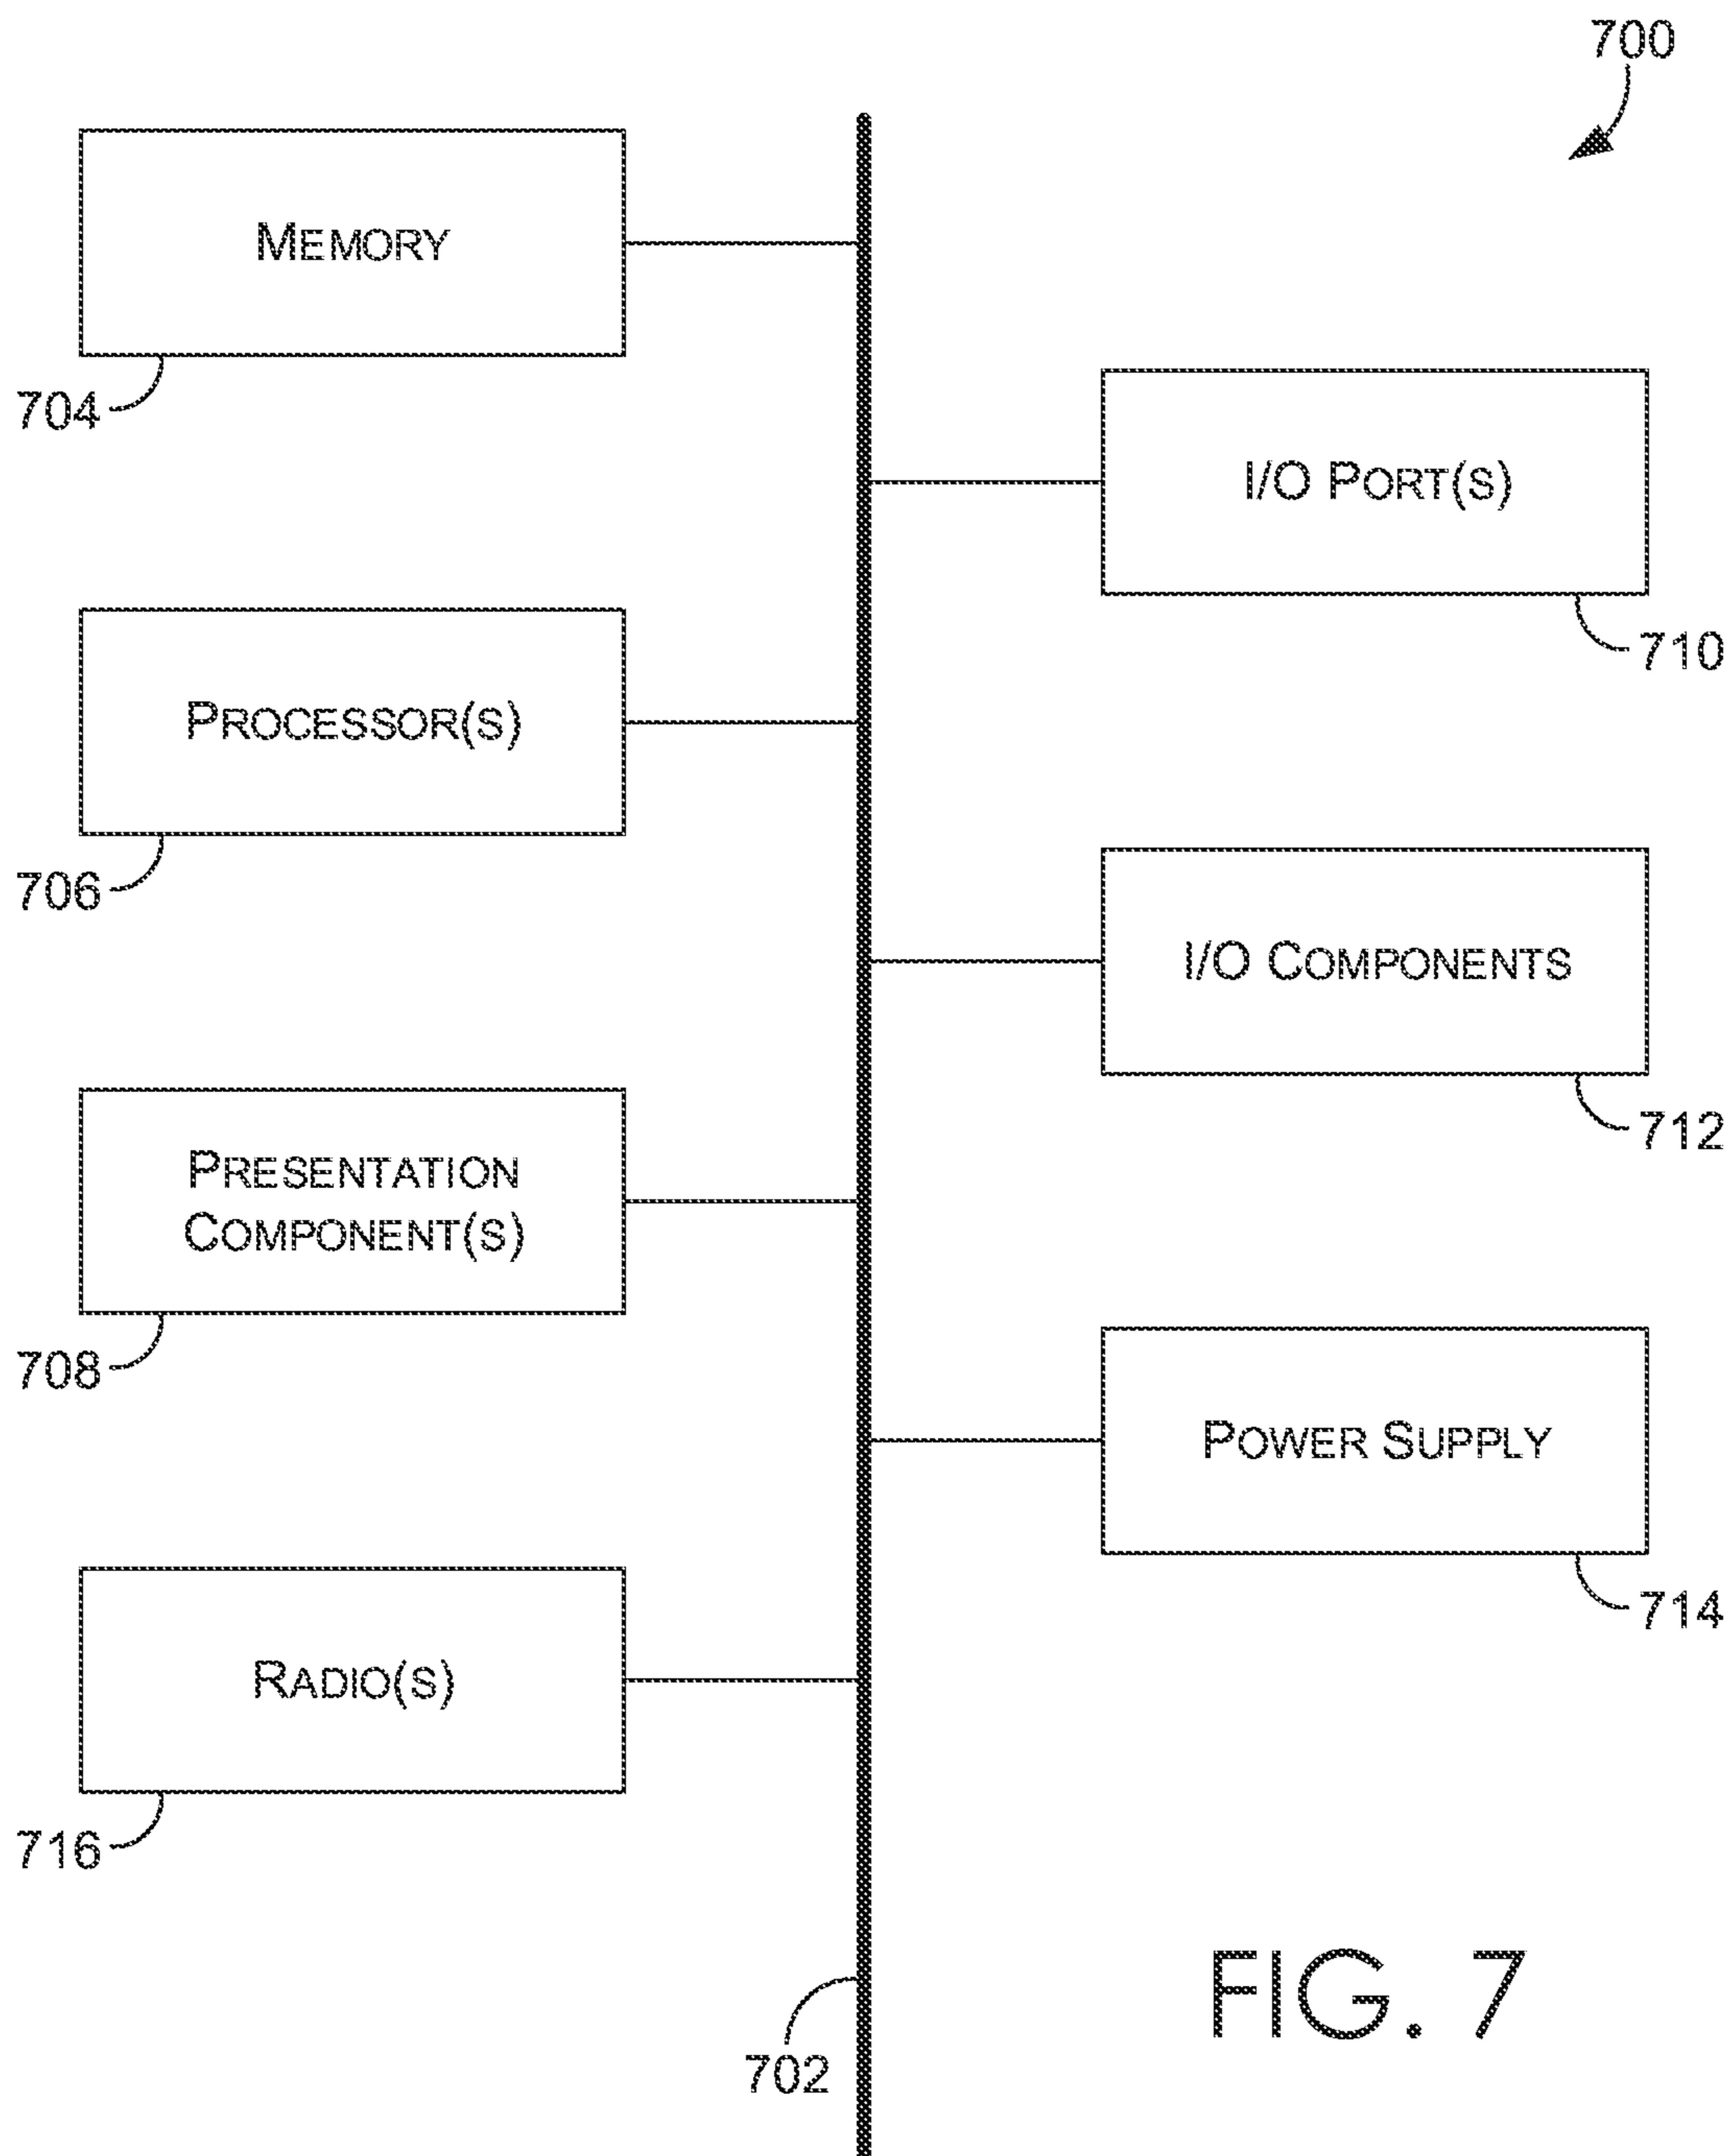 700
MEMORY
704
I/O PORT(S)
710
PROCESSOR(S)
706
I/O COMPONENTS
712
PRESENTATION
COMPONENT(S)
708
POWER SUPPLY
714
RADIO(S)
716
702
FIG. 7